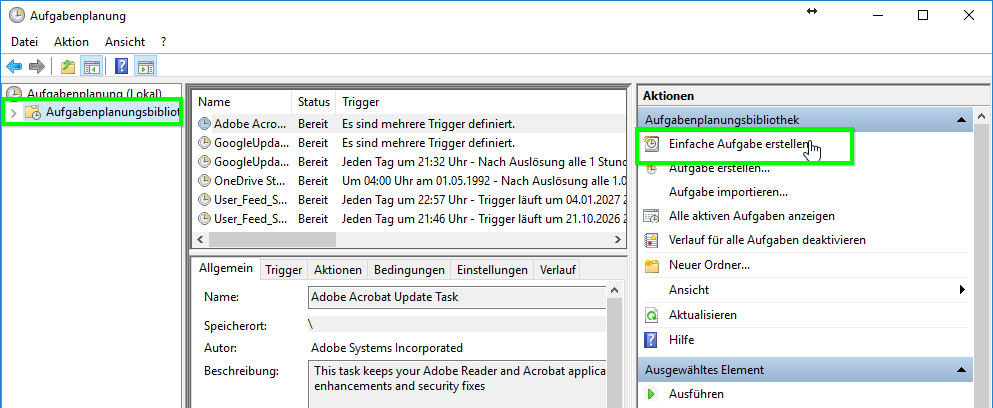 Aufgabenplanung
Datei Aktion Ansicht ?
Aufgabenplanung (Lokal)
Aufgabenplanungsbibliot
Name Status Trigger
Adobe Acro... Bereit Es sind mehrere Trigger definiert.
GoogleUpda... Bereit Es sind mehrere Trigger definiert.
GoogleUpda... Bereit Jeden Tag um 21:32 Uhr - Nach Auslösung alle 1 Stund
OneDrive St... Bereit Um 04:00 Uhr am 01.05.1992 - Nach Auslösung alle 1.0
User_Feed_S... Bereit Jeden Tag um 22:57 Uhr - Trigger läuft um 04.01.2027 2
User_Feed_S... Bereit Jeden Tag um 21:46 Uhr - Trigger läuft um 21.10.2026 2
Allgemein Trigger Aktionen Bedingungen Einstellungen Verlauf
Name: Adobe Acrobat Update Task
Speicherort: \
Autor: Adobe Systems Incorporated
Beschreibung: This task keeps your Adobe Reader and Acrobat applica
enhancements and security fixes
Aktionen
Aufgabenplanungsbibliothek
Einfache Aufgabe erstellen
Aufgabe erstellen...
Aufgabe importieren...
Alle aktiven Aufgaben anzeigen
Verlauf für alle Aufgaben deaktivieren
Neuer Ordner...
Ansicht
Aktualisieren
Hilfe
Ausgewähltes Element
Ausführen